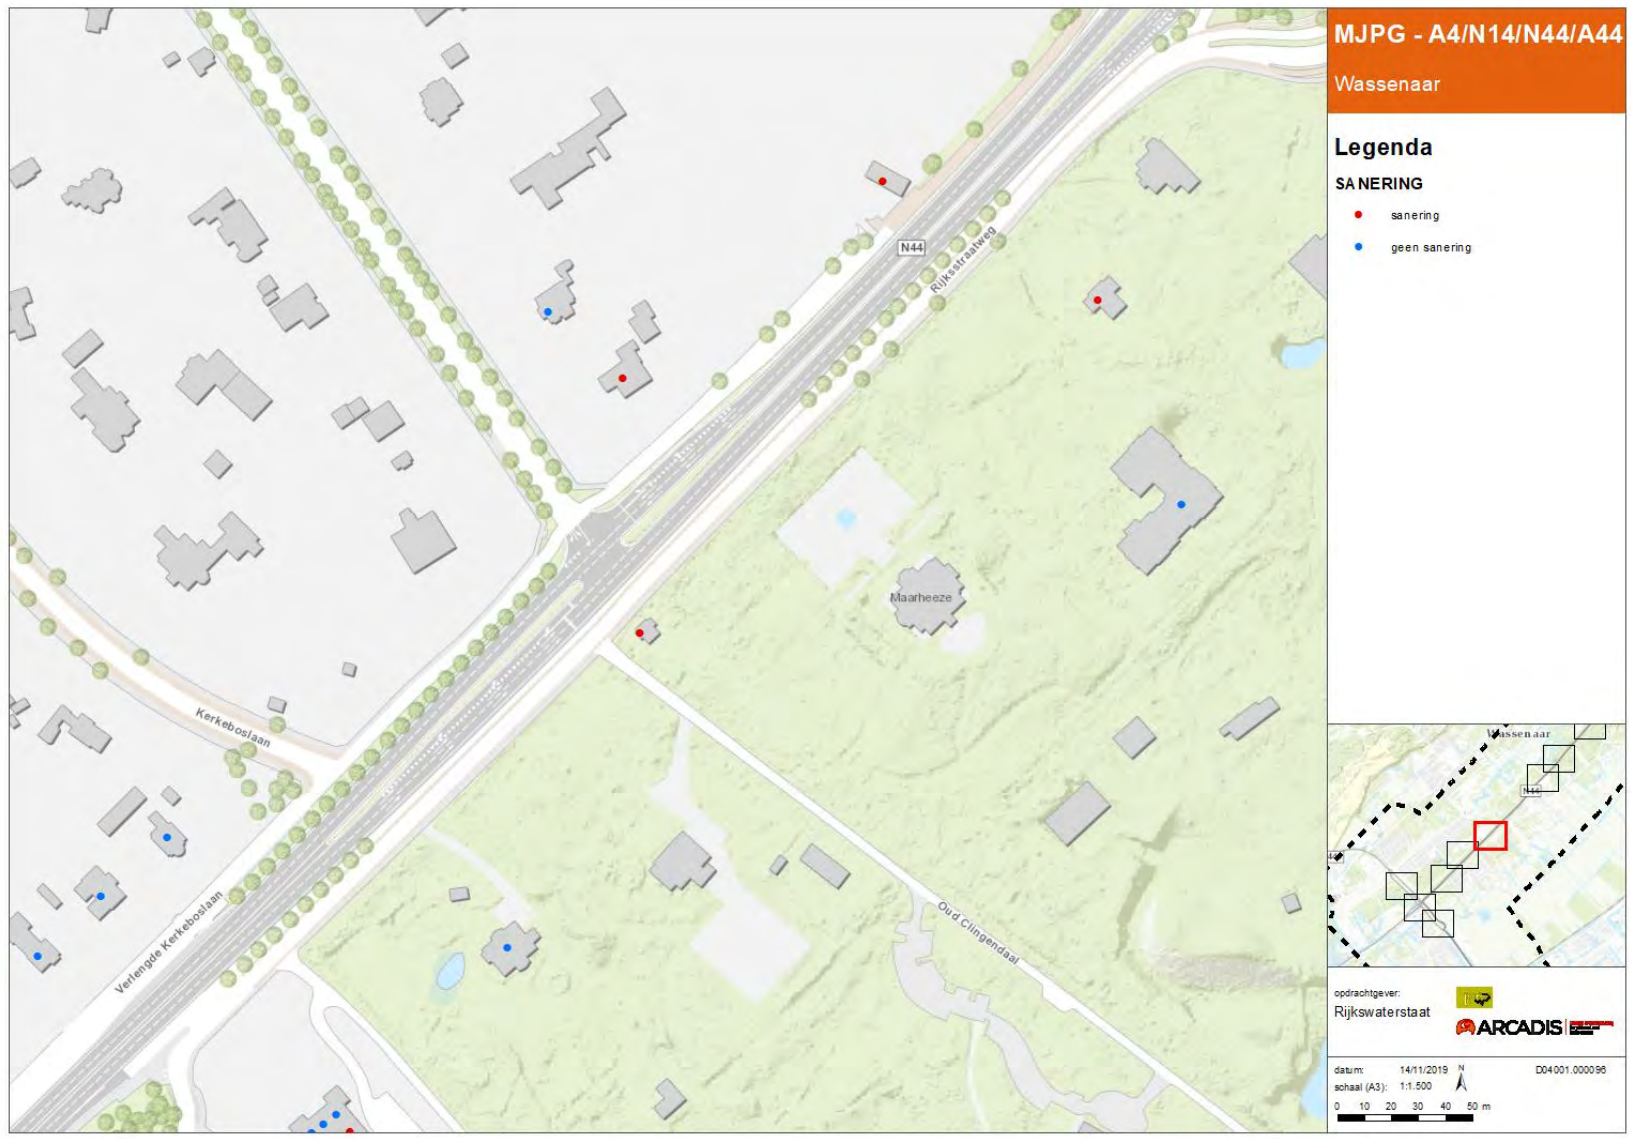 MJPG - A4/N14/N44/A44
Wassenaar
Legenda
SANERING
sanering
geen sanering
N44
Rijksstraatweg
Maarheeze
Kerkeboslaan
Verlengde Kerkeboslaan
Oud Clingendaal
Wassenaar
N44
opdrachtgever:
Rijkswaterstaat
ARCADIS
datum: 14/11/2019 N D04001.000096
schaal (A3): 1:1.500
0 10 20 30 40 50 m